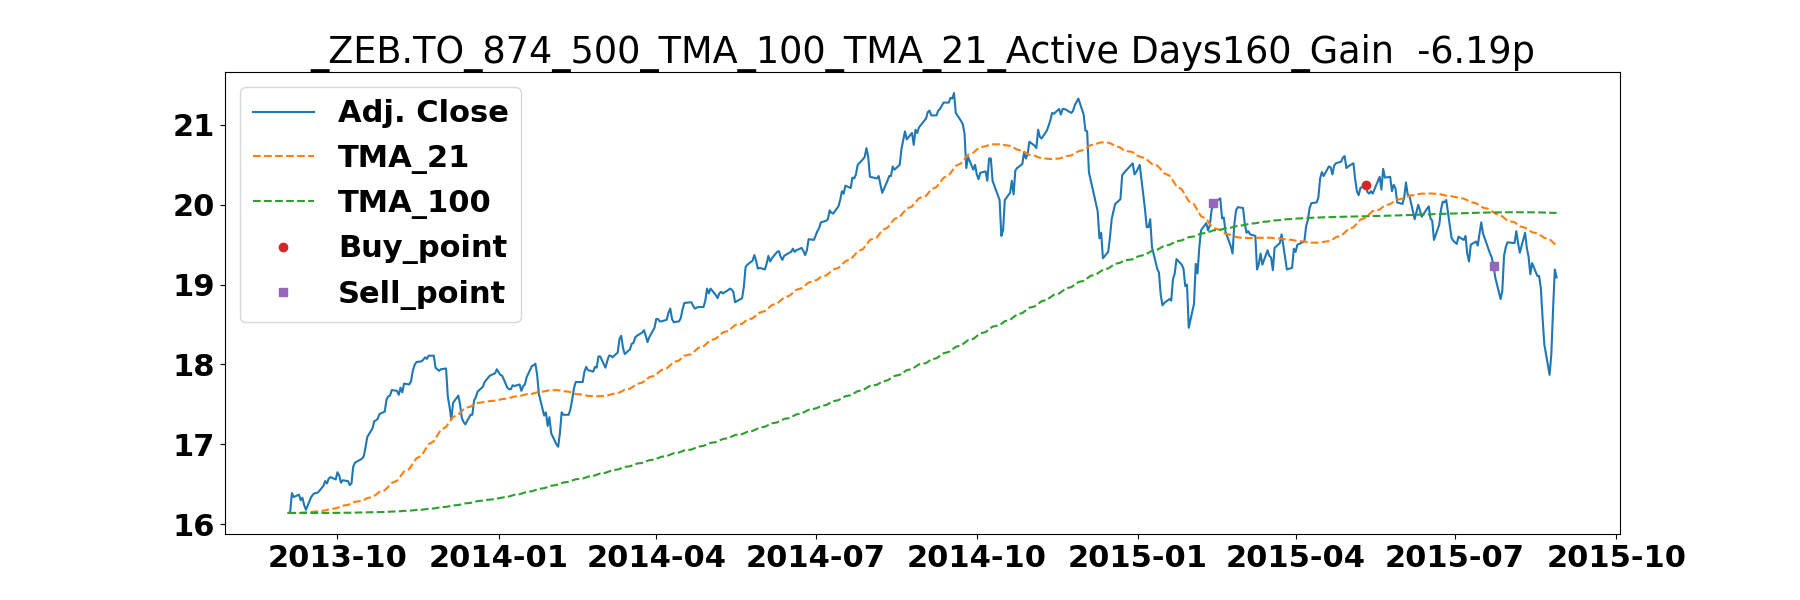 _ZEB.TO_874_500_TMA_100_TMA_21_Active Days160_Gain  -6.19p
Adj. Close
TMA_21
TMA_100
Buy_point
Sell_point
21
20
19
18
17
16
2013-10 2014-01 2014-04 2014-07 2014-10 2015-01 2015-04 2015-07 2015-10